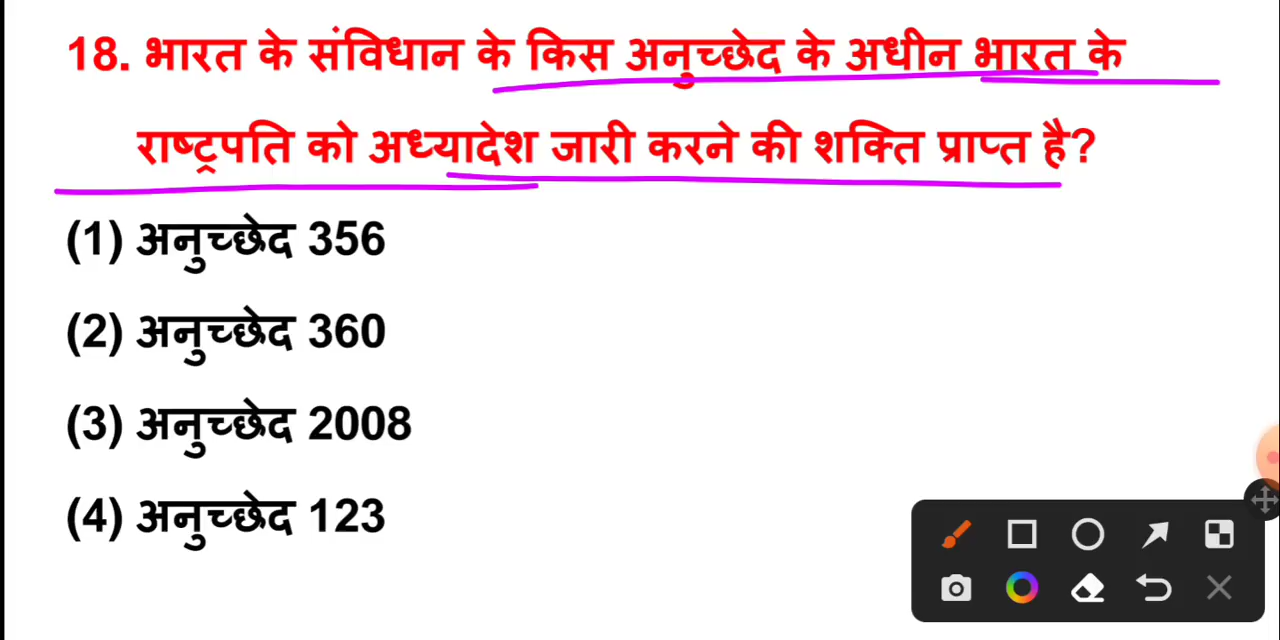 18. भारत के संविधान के किस अनुच्छेद के अधीन भारत के
राष्ट्रपति को अध्यादेश जारी करने की शक्ति प्राप्त है?
(1) अनुच्छेद 356
(2) अनुच्छेद 360
(3) अनुच्छेद 2008
(4) अनुच्छेद 123